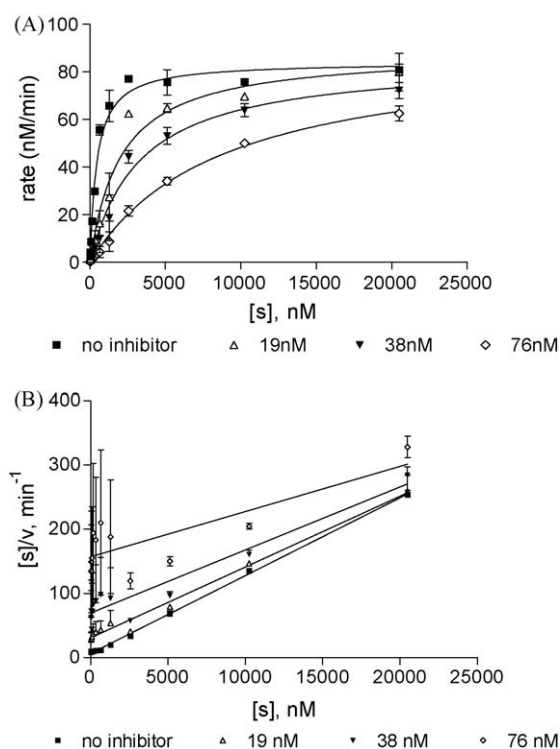 (A)
100
80
60
40
20
0
rate (nM/min)
0 5000 10000 15000 20000 25000
[s], nM
■ no inhibitor △ 19nM ▼ 38nM ◇ 76nM
(B)
400
300
200
100
0
[s]/v, min⁻¹
0 5000 10000 15000 20000 25000
[s], nM
■ no inhibitor △ 19 nM ▼ 38 nM ◇ 76 nM